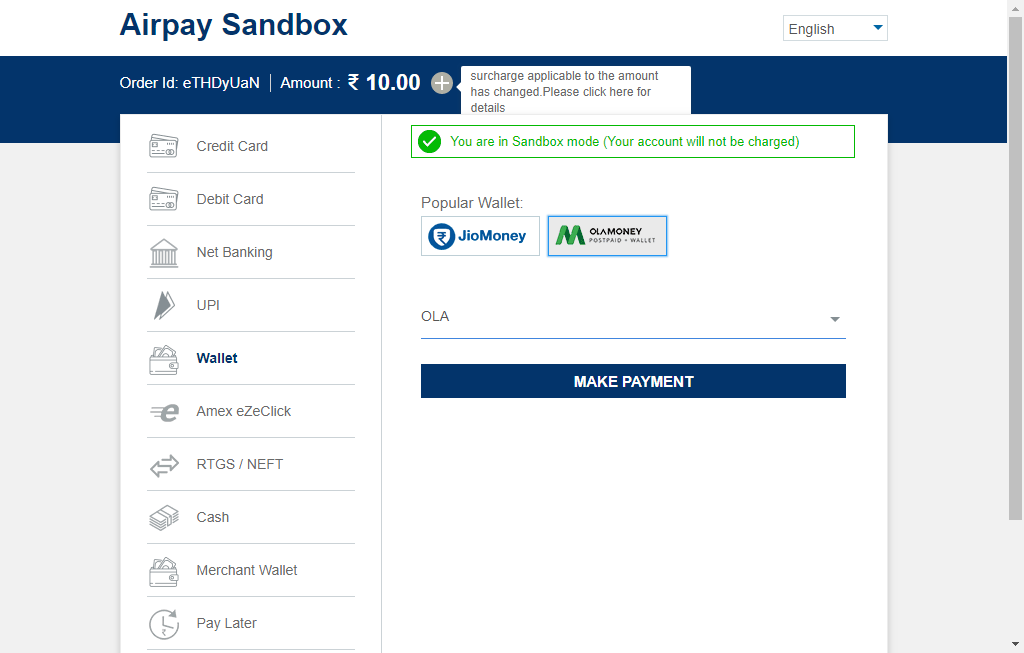 Airpay Sandbox
English
Order Id: eTHDyUaN | Amount : ₹ 10.00
surcharge applicable to the amount
has changed.Please click here for
details
Credit Card
Debit Card
Net Banking
UPI
Wallet
Amex eZeClick
RTGS / NEFT
Cash
Merchant Wallet
Pay Later
You are in Sandbox mode (Your account will not be charged)
Popular Wallet:
JioMoney
OLAMONEY
POSTPAID + WALLET
OLA
MAKE PAYMENT